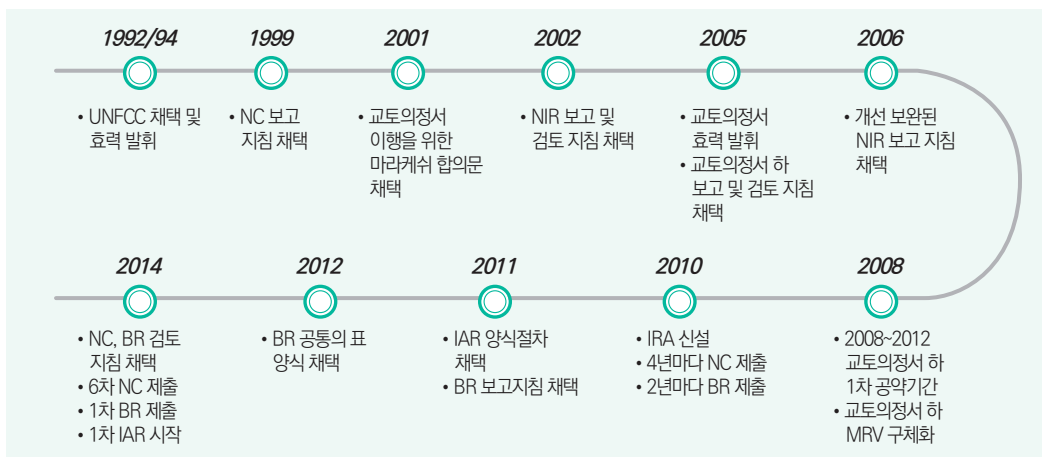 1992/94
• UNFCC 채택 및
효력 발휘
1999
• NC 보고
지침 채택
2001
• 교토의정서
이행을 위한
마라케쉬 합의문
채택
2002
• NIR 보고 및
검토 지침 채택
2005
• 교토의정서
효력 발휘
• 교토의정서 하
보고 및 검토 지침
채택
2006
• 개선 보완된
NIR 보고 지침
채택
2008
• 2008~2012
교토의정서 하
1차 공약기간
• 교토의정서 하
MRV 구체화
2010
• IRA 신설
• 4년마다 NC 제출
• 2년마다 BR 제출
2011
• IAR 양식절차
채택
• BR 보고지침 채택
2012
• BR 공통의 표
양식 채택
2014
• NC, BR 검토
지침 채택
• 6차 NC 제출
• 1차 BR 제출
• 1차 IAR 시작